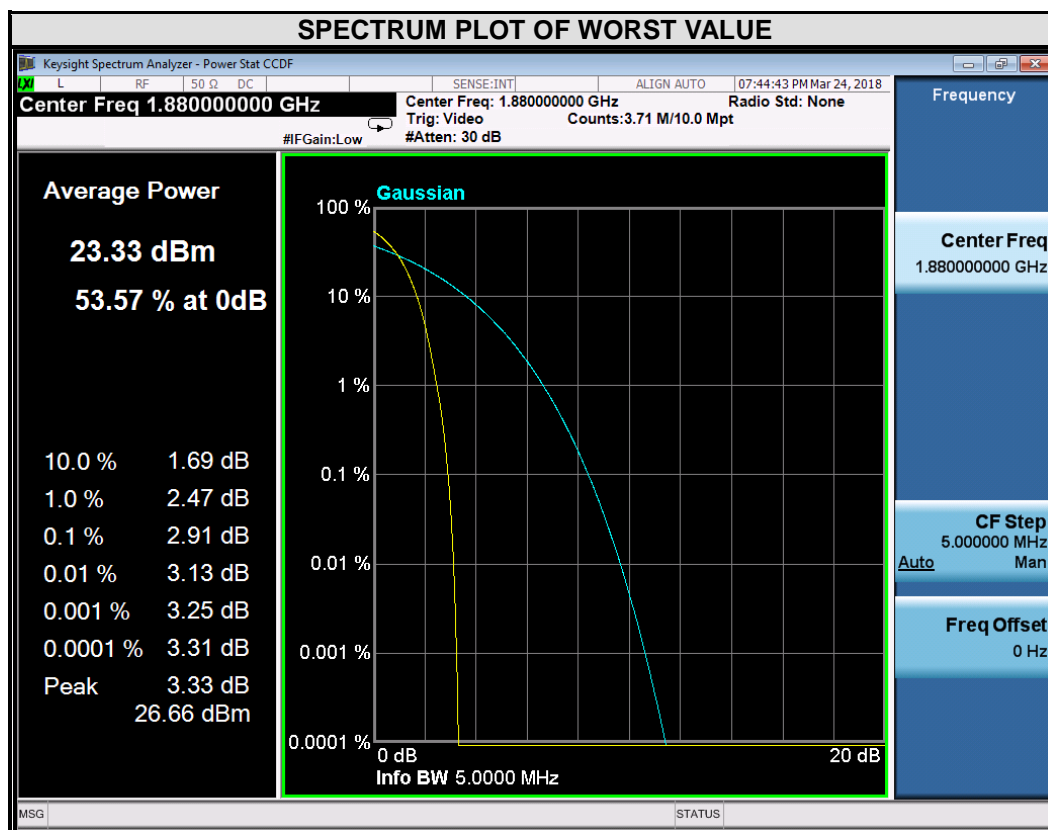 SPECTRUM PLOT OF WORST VALUE
Keysight Spectrum Analyzer - Power Stat CCDF
LXI L RF 50 Ω DC SENSE:INT ALIGN AUTO 07:44:43 PM Mar 24, 2018
Center Freq 1.880000000 GHz
Center Freq: 1.880000000 GHz Radio Std: None
Trig: Video Counts:3.71 M/10.0 Mpt
#IFGain:Low #Atten: 30 dB
Frequency
Average Power
23.33 dBm
53.57 % at 0dB
10.0 % 1.69 dB
1.0 % 2.47 dB
0.1 % 2.91 dB
0.01 % 3.13 dB
0.001 % 3.25 dB
0.0001 % 3.31 dB
Peak 3.33 dB
26.66 dBm
Gaussian
100 %
10 %
1 %
0.1 %
0.01 %
0.001 %
0.0001 %
0 dB 20 dB
Info BW 5.0000 MHz
Center Freq
1.880000000 GHz
CF Step
5.000000 MHz
Auto Man
Freq Offset
0 Hz
MSG STATUS